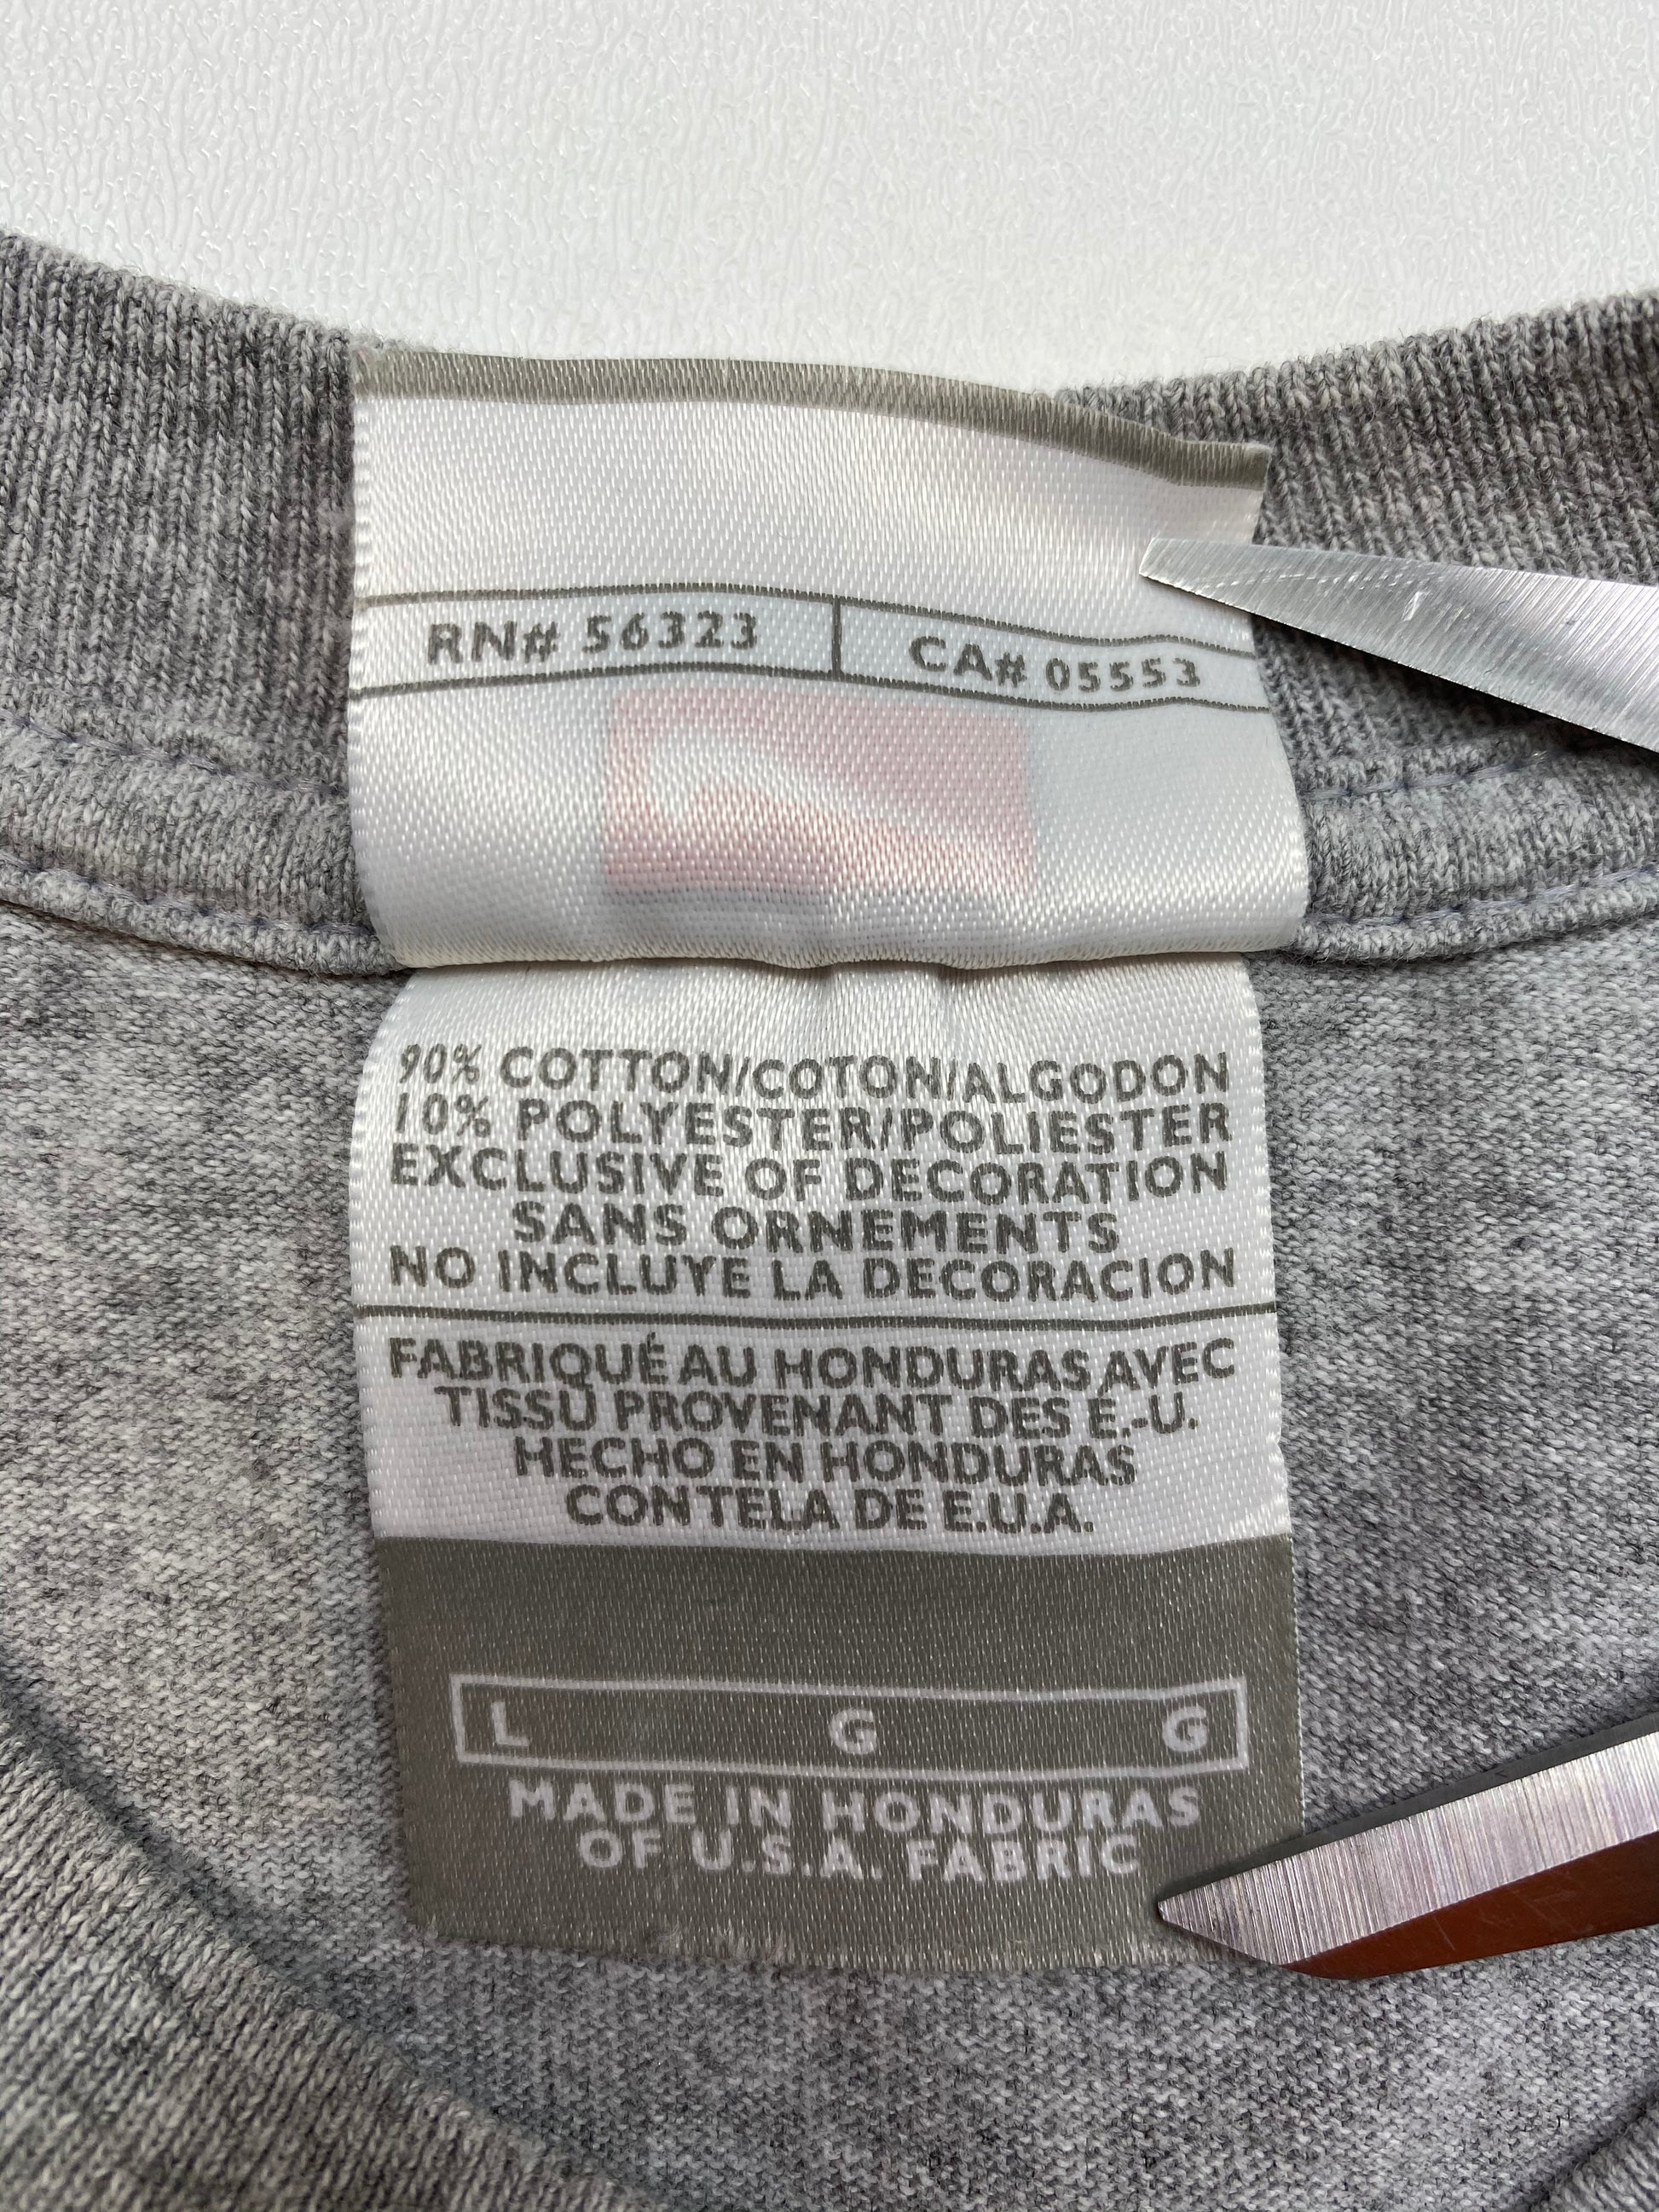 RN# 56323 CA# 05553
90% COTTON/COTON/ALGODON
10% POLYESTER/POLIESTER
EXCLUSIVE OF DECORATION
SANS ORNEMENTS
NO INCLUYE LA DECORACION
FABRIQUÉ AU HONDURAS AVEC
TISSU PROVENANT DES É.-U.
HECHO EN HONDURAS
CON TELA DE E.U.A.
L G G
MADE IN HONDURAS
OF U.S.A. FABRIC